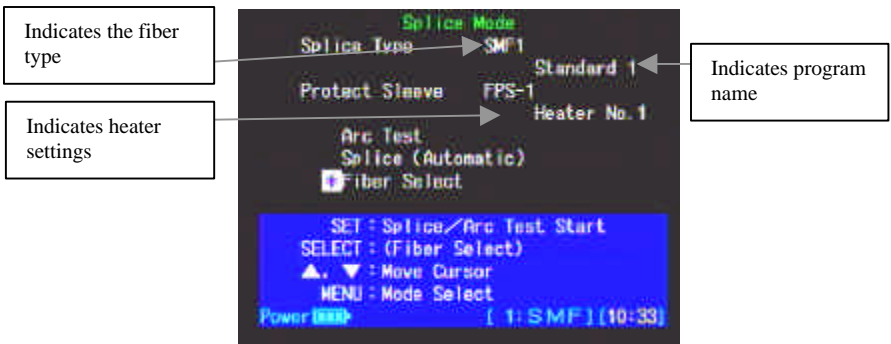 Indicates the fiber
type
Indicates heater
settings
Splice Mode
Splice Type SMF1
Standard 1
Protect Sleeve FPS-1
Heater No.1
Arc Test
Splice (Automatic)
Fiber Select
SET : Splice/Arc Test Start
SELECT : (Fiber Select)
▲. ▼ : Move Cursor
MENU : Mode Select
Power [ 1:SMF][10:33]
Indicates program
name